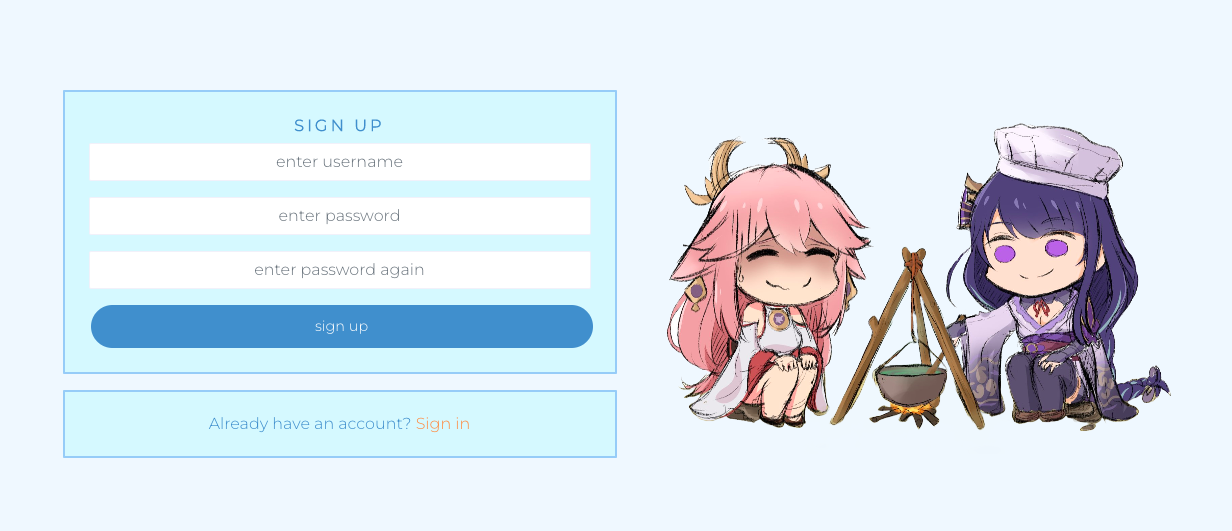 SIGN UP
enter username
enter password
enter password again
sign up
Already have an account? Sign in